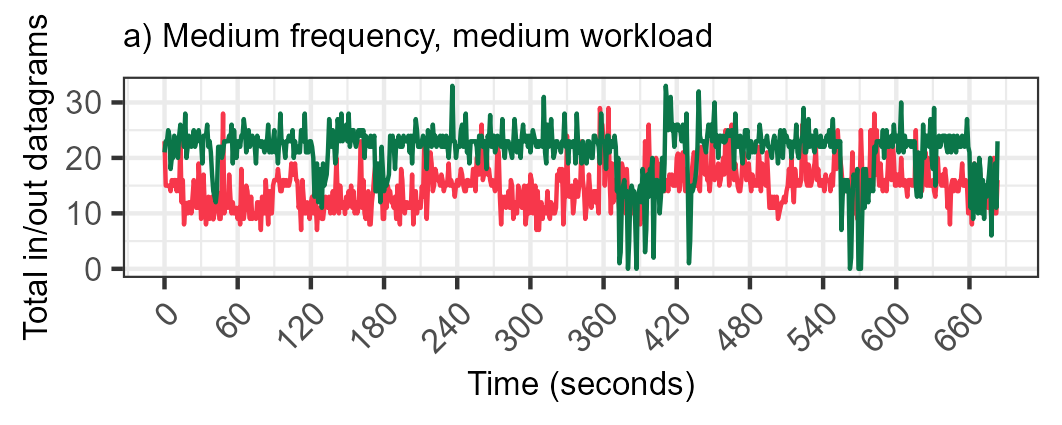 a) Medium frequency, medium workload
Total in/out datagrams
30
20
10
0
0 60 120 180 240 300 360 420 480 540 600 660
Time (seconds)